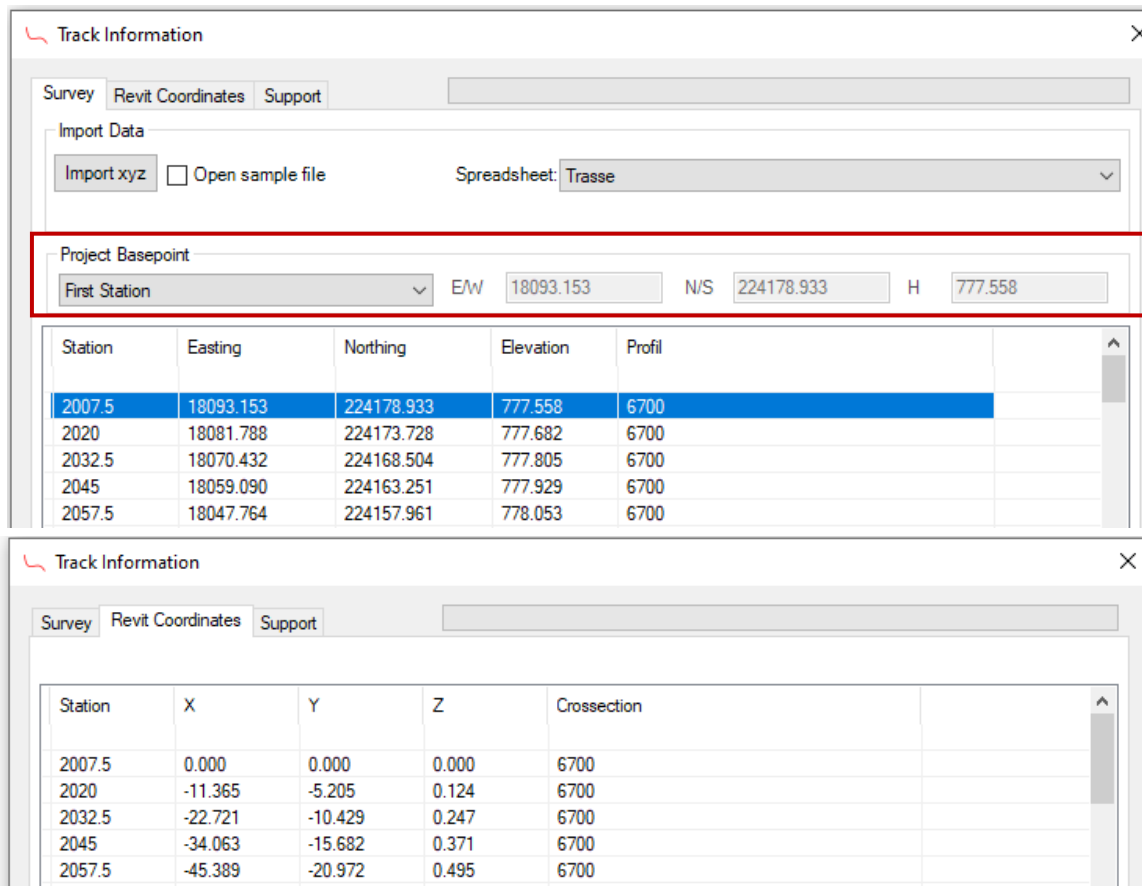 Track Information
Survey Revit Coordinates Support
Import Data
Import xyz Open sample file Spreadsheet: Trasse
Project Basepoint
First Station E/W 18093.153 N/S 224178.933 H 777.558
Station Easting Northing Elevation Profil
2007.5 18093.153 224178.933 777.558 6700
2020 18081.788 224173.728 777.682 6700
2032.5 18070.432 224168.504 777.805 6700
2045 18059.090 224163.251 777.929 6700
2057.5 18047.764 224157.961 778.053 6700
Track Information
Survey Revit Coordinates Support
Station X Y Z Crossection
2007.5 0.000 0.000 0.000 6700
2020 -11.365 -5.205 0.124 6700
2032.5 -22.721 -10.429 0.247 6700
2045 -34.063 -15.682 0.371 6700
2057.5 -45.389 -20.972 0.495 6700